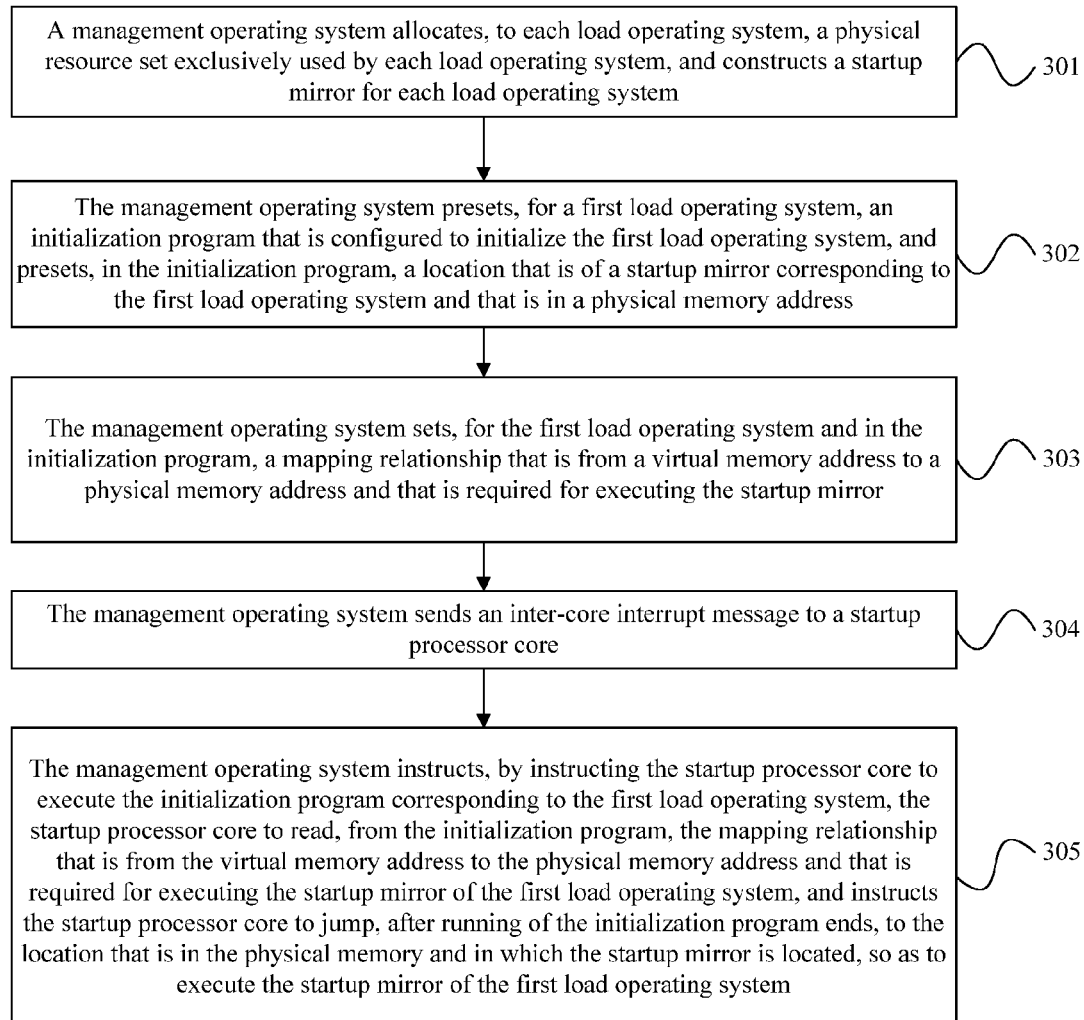 A management operating system allocates, to each load operating system, a physical
resource set exclusively used by each load operating system, and constructs a startup
mirror for each load operating system
301
The management operating system presets, for a first load operating system, an
initialization program that is configured to initialize the first load operating system, and
presets, in the initialization program, a location that is of a startup mirror corresponding to
the first load operating system and that is in a physical memory address
302
The management operating system sets, for the first load operating system and in the
initialization program, a mapping relationship that is from a virtual memory address to a
physical memory address and that is required for executing the startup mirror
303
The management operating system sends an inter-core interrupt message to a startup
processor core
304
The management operating system instructs, by instructing the startup processor core to
execute the initialization program corresponding to the first load operating system, the
startup processor core to read, from the initialization program, the mapping relationship
that is from the virtual memory address to the physical memory address and that is
required for executing the startup mirror of the first load operating system, and instructs
the startup processor core to jump, after running of the initialization program ends, to the
location that is in the physical memory and in which the startup mirror is located, so as to
execute the startup mirror of the first load operating system
305